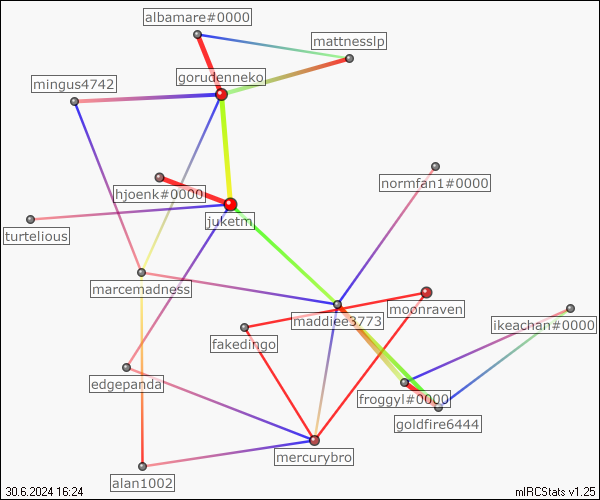 albamare#0000
mattnesslp
gorudenneko
mingus4742
normfan1#0000
hjoenk#0000
juketm
turtelious
marcemadness
moonraven
maddiee3773
ikeachan#0000
fakedingo
edgepanda
froggyl#0000
goldfire6444
mercurybro
alan1002
30.6.2024 16:24
mIRCStats v1.25